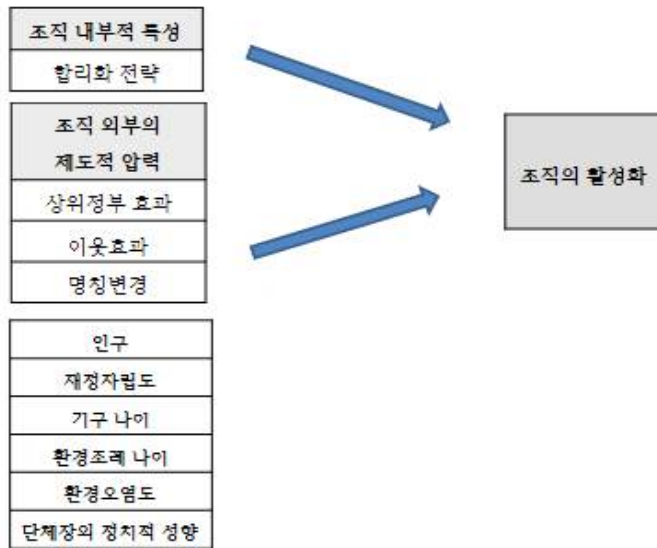 조직 내부적 특성
합리화 전략
조직 외부의
제도적 압력
상위정부 효과
이웃효과
명칭변경
인구
재정자립도
기구 나이
환경조례 나이
환경오염도
단체장의 정치적 성향
조직의 활성화